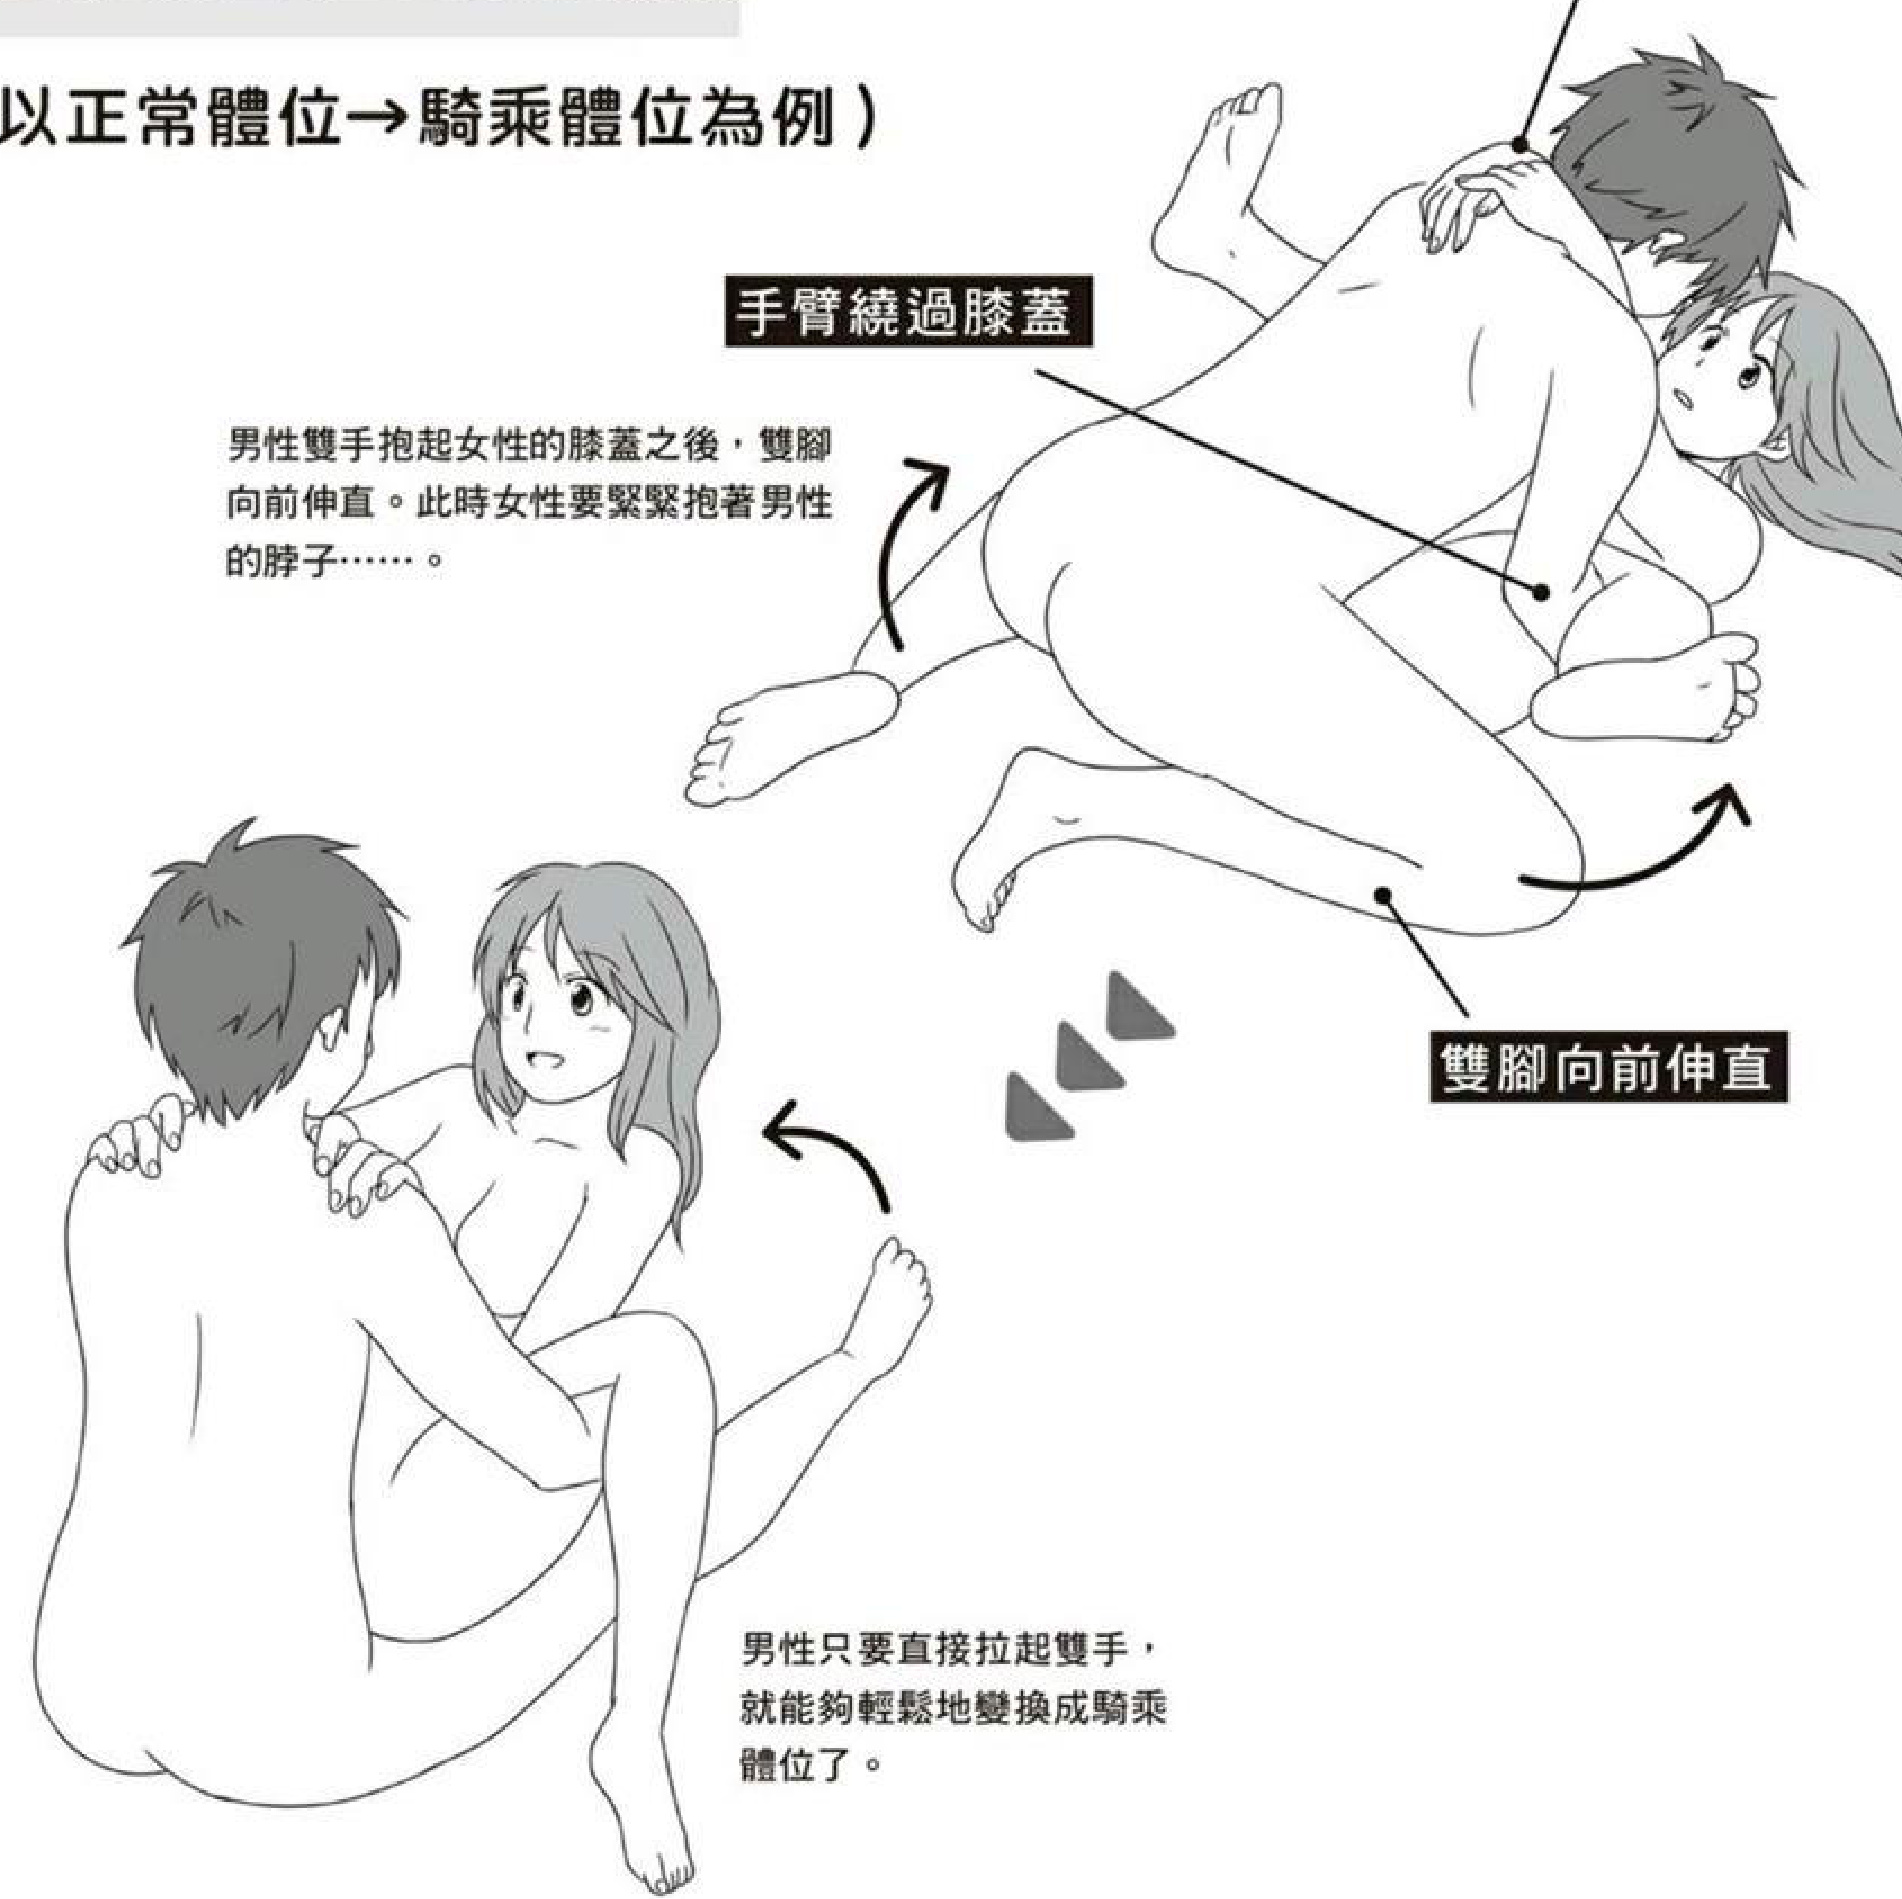 以正常體位→騎乘體位為例）
手臂繞過膝蓋
男性雙手抱起女性的膝蓋之後，雙腳
向前伸直。此時女性要緊緊抱著男性
的脖子……。
雙腳向前伸直
男性只要直接拉起雙手，
就能夠輕鬆地變換成騎乘
體位了。